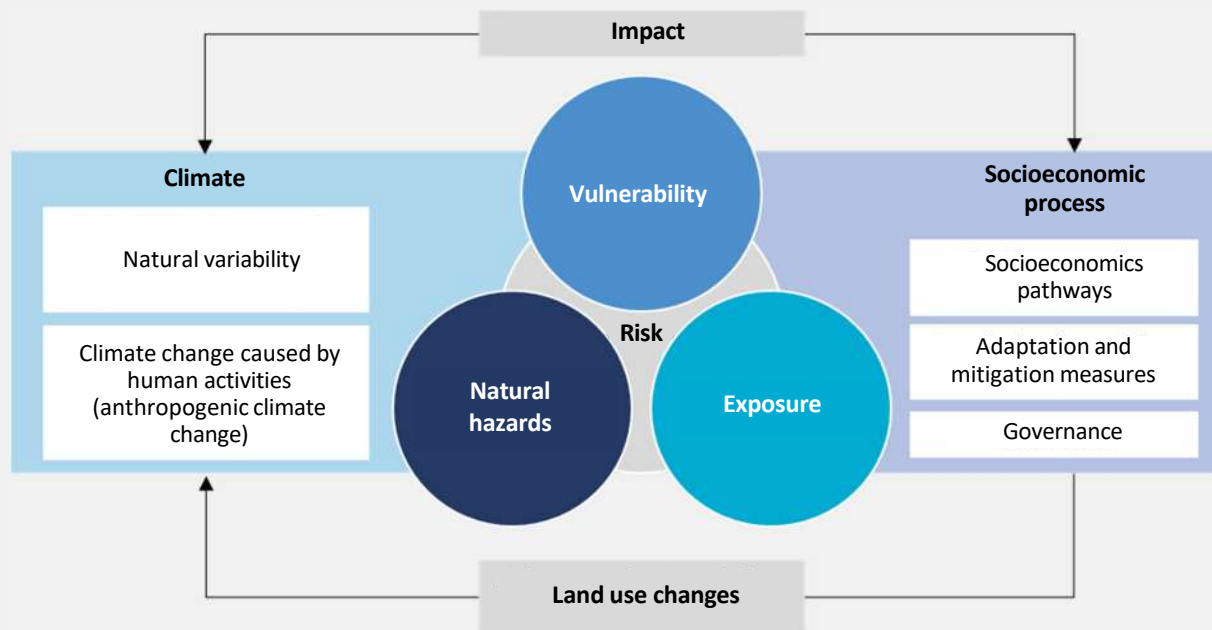 Impact
Climate
Natural variability
Climate change caused by
human activities
(anthropogenic climate
change)
Vulnerability
Risk
Natural
hazards
Exposure
Socioeconomic
process
Socioeconomics
pathways
Adaptation and
mitigation measures
Governance
Land use changes